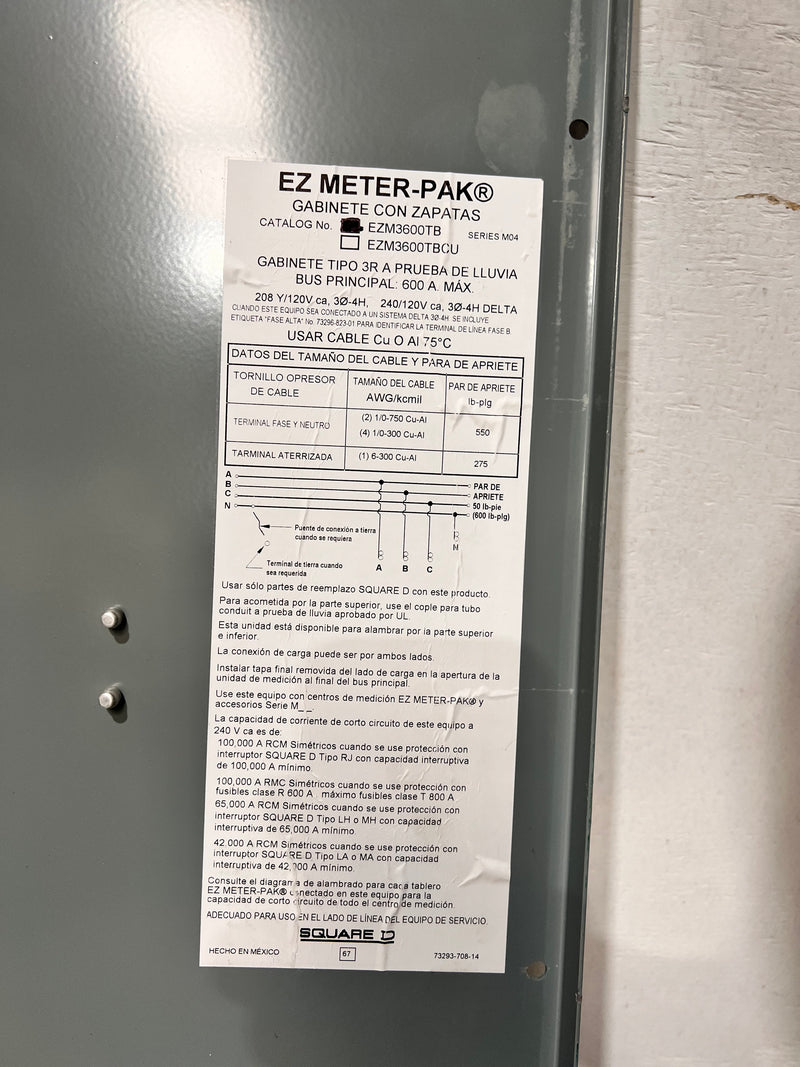 EZ METER-PAK®
GABINETE CON ZAPATAS
CATALOG No. EZM3600TB
EZM3600TBCU
SERIES M04
GABINETE TIPO 3R A PRUEBA DE LLUVIA
BUS PRINCIPAL: 600 A. MÁX.
208 Y/120V ca, 3Ø-4H, 240/120V ca, 3Ø-4H DELTA
CUANDO ESTE EQUIPO SEA CONECTADO A UN SISTEMA DELTA 3Ø-4H SE INCLUYE
ETIQUETA "FASE ALTA" No. 73296-823-01 PARA IDENTIFICAR LA TERMINAL DE LÍNEA FASE B.
USAR CABLE Cu O Al 75°C
DATOS DEL TAMAÑO DEL CABLE Y PARA DE APRIETE
TORNILLO OPRESOR DE CABLE
TAMAÑO DEL CABLE AWG/kcmil
PAR DE APRIETE lb-plg
TERMINAL FASE Y NEUTRO
(2) 1/0-750 Cu-Al
(4) 1/0-300 Cu-Al
550
TARMINAL ATERRIZADA
(1) 6-300 Cu-Al
275
A
B
C
N
PAR DE
APRIETE
50 lb-pie
(600 lb-plg)
Puente de conexión a tierra
cuando se requiera
N
Terminal de tierra cuando
sea requerida
A B C
Usar sólo partes de reemplazo SQUARE D con este producto.
Para acometida por la parte superior, use el cople para tubo
conduit a prueba de lluvia aprobado por UL.
Esta unidad está disponible para alambrar por la parte superior
e inferior.
La conexión de carga puede ser por ambos lados.
Instalar tapa final removida del lado de carga en la apertura de la
unidad de medición al final del bus principal.
Use este equipo con centros de medición EZ METER-PAK® y
accesorios Serie M_ _.
La capacidad de corriente de corto circuito de este equipo a
240 V ca es de:
100,000 A RCM Simétricos cuando se use protección con
interruptor SQUARE D Tipo RJ con capacidad interruptiva
de 100,000 A mínimo.
100,000 A RMC Simétricos cuando se use protección con
fusibles clase R 600 A . máximo fusibles clase T 800 A .
65,000 A RCM Simétricos cuando se use protección con
interruptor SQUARE D Tipo LH o MH con capacidad
interruptiva de 65,000 A mínimo.
42,000 A RCM Simétricos cuando se use protección con
interruptor SQUARE D Tipo LA o MA con capacidad
interruptiva de 42,000 A mínimo.
Consulte el diagrama de alambrado para cada tablero
EZ METER-PAK® conectado en este equipo para la
capacidad de corto circuito de todo el centro de medición.
ADECUADO PARA USO EN EL LADO DE LÍNEA DEL EQUIPO DE SERVICIO.
SQUARE D
HECHO EN MÉXICO
67
73293-708-14